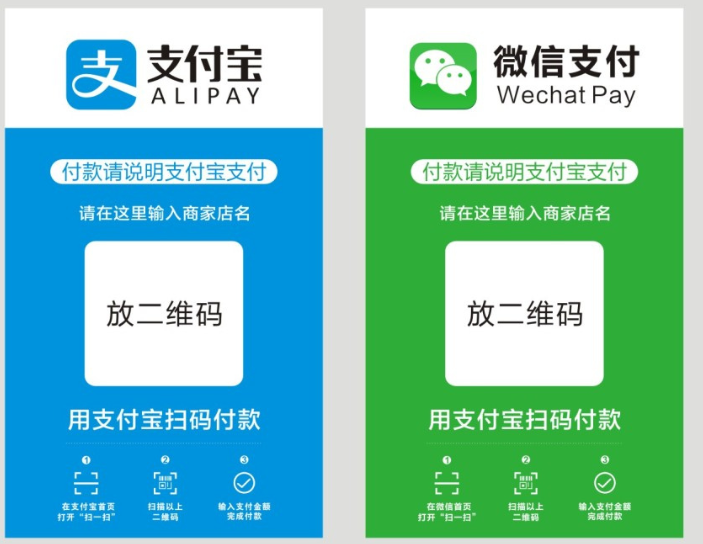 支付宝
ALIPAY
付款请说明支付宝支付
请在这里输入商家店名
放二维码
用支付宝扫码付款
1
在支付宝首页
打开“扫一扫”
2
扫描以上
二维码
3
输入支付金额
完成付款
微信支付
Wechat Pay
付款请说明支付宝支付
请在这里输入商家店名
放二维码
用支付宝扫码付款
1
在微信首页
打开“扫一扫”
2
扫描以上
二维码
3
输入支付金额
完成付款